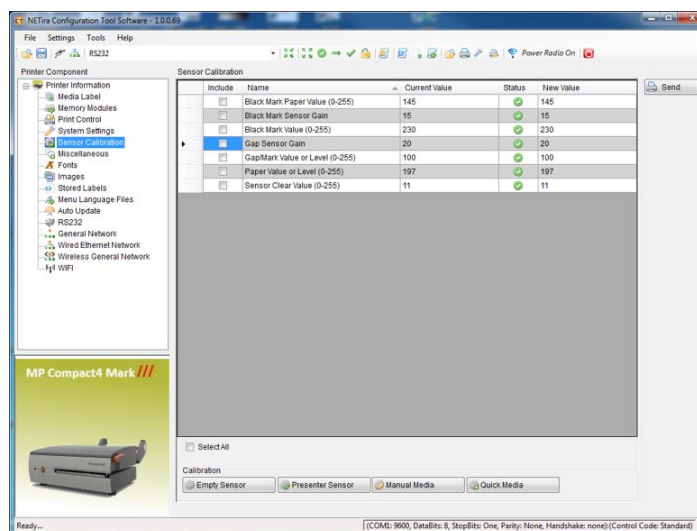 NETira Configuration Tool Software - 1.0.0.69
File Settings Tools Help
RS232 Power Radio On
Printer Component
Printer Information
Media Label
Memory Modules
Print Control
System Settings
Sensor Calibration
Miscellaneous
Fonts
Images
Stored Labels
Menu Language Files
Auto Update
RS232
General Network
Wired Ethernet Network
Wireless General Network
WIFI
Sensor Calibration
Include Name Current Value Status New Value
Black Mark Paper Value (0-255) 145 145
Black Mark Sensor Gain 15 15
Black Mark Value (0-255) 230 230
Gap Sensor Gain 20 20
Gap/Mark Value or Level (0-255) 100 100
Paper Value or Level (0-255) 197 197
Sensor Clear Value (0-255) 11 11
Send
MP Compact4 Mark ///
Select All
Calibration
Empty Sensor Presenter Sensor Manual Media Quick Media
Ready... (COM1: 9600, DataBits: 8, StopBits: One, Parity: None, Handshake: none):(Control Code: Standard)